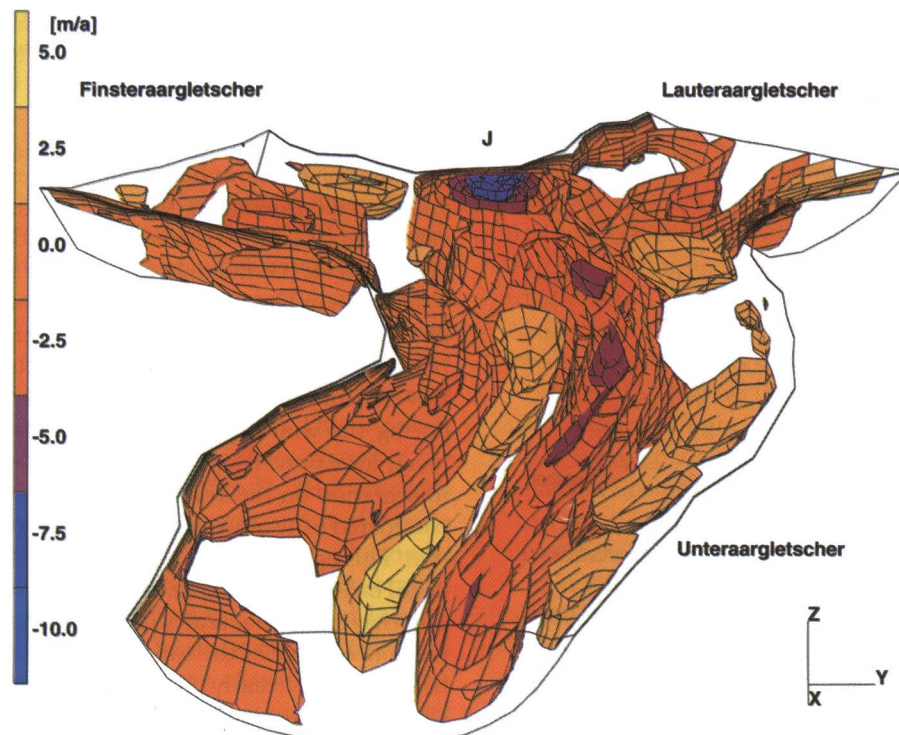 [m/a]
5.0
Finsteraargletscher
Lauteraargletscher
J
2.5
0.0
-2.5
-5.0
-7.5
Unteraargletscher
-10.0
Z
Y
X